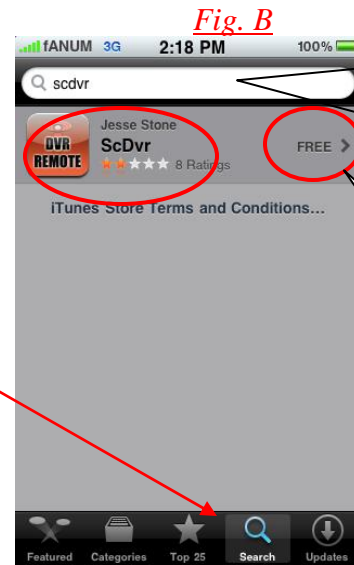 Fig. B
fANUM 3G 2:18 PM 100%
scdvr
Jesse Stone
DVR REMOTE
ScDvr
FREE
8 Ratings
iTunes Store Terms and Conditions...
Featured Categories Top 25 Search Updates